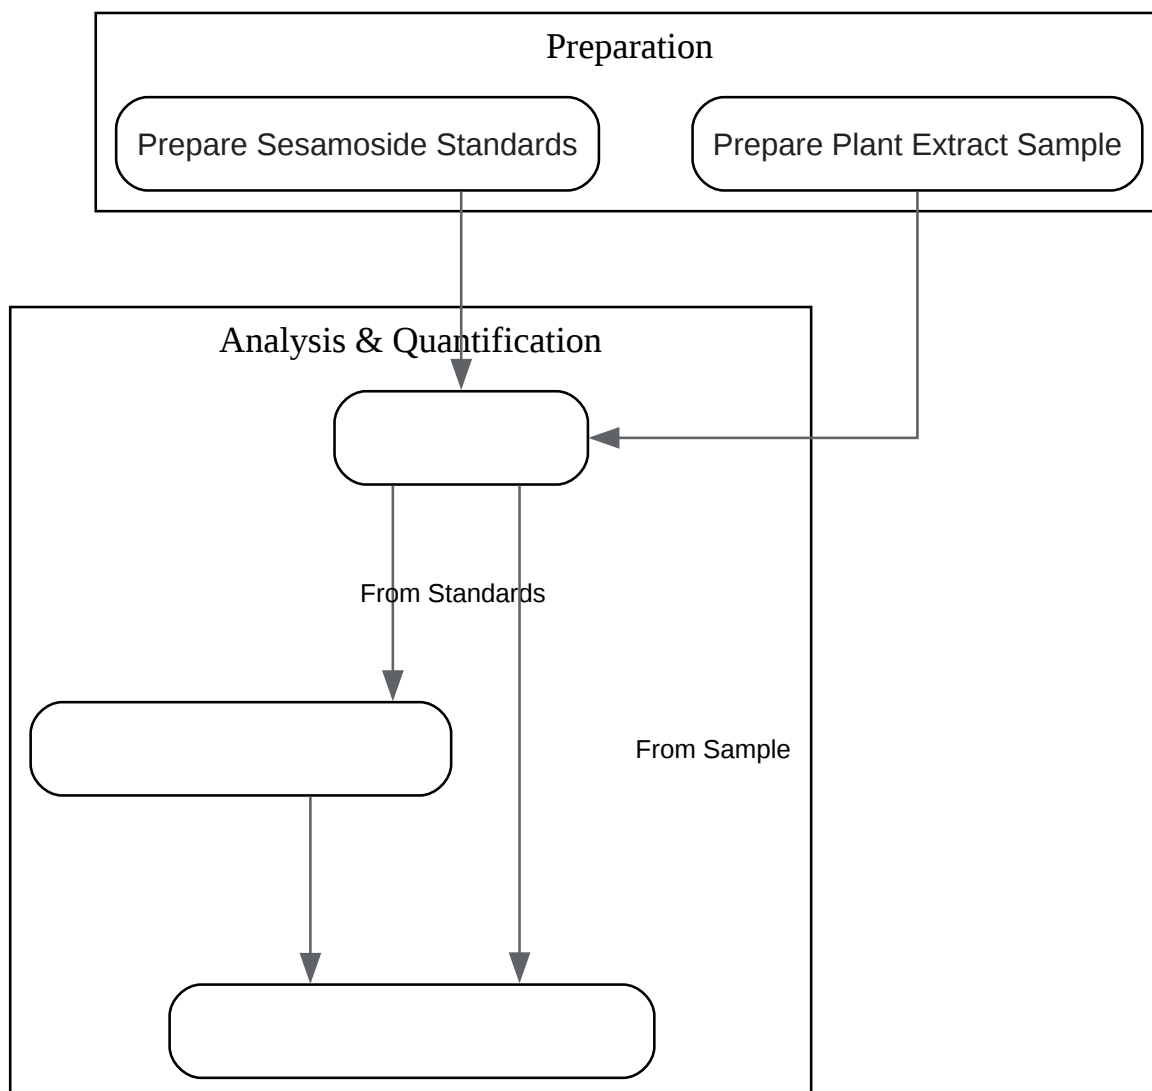 Preparation
Prepare Sesamoside Standards
Prepare Plant Extract Sample
Analysis & Quantification
From Standards
From Sample